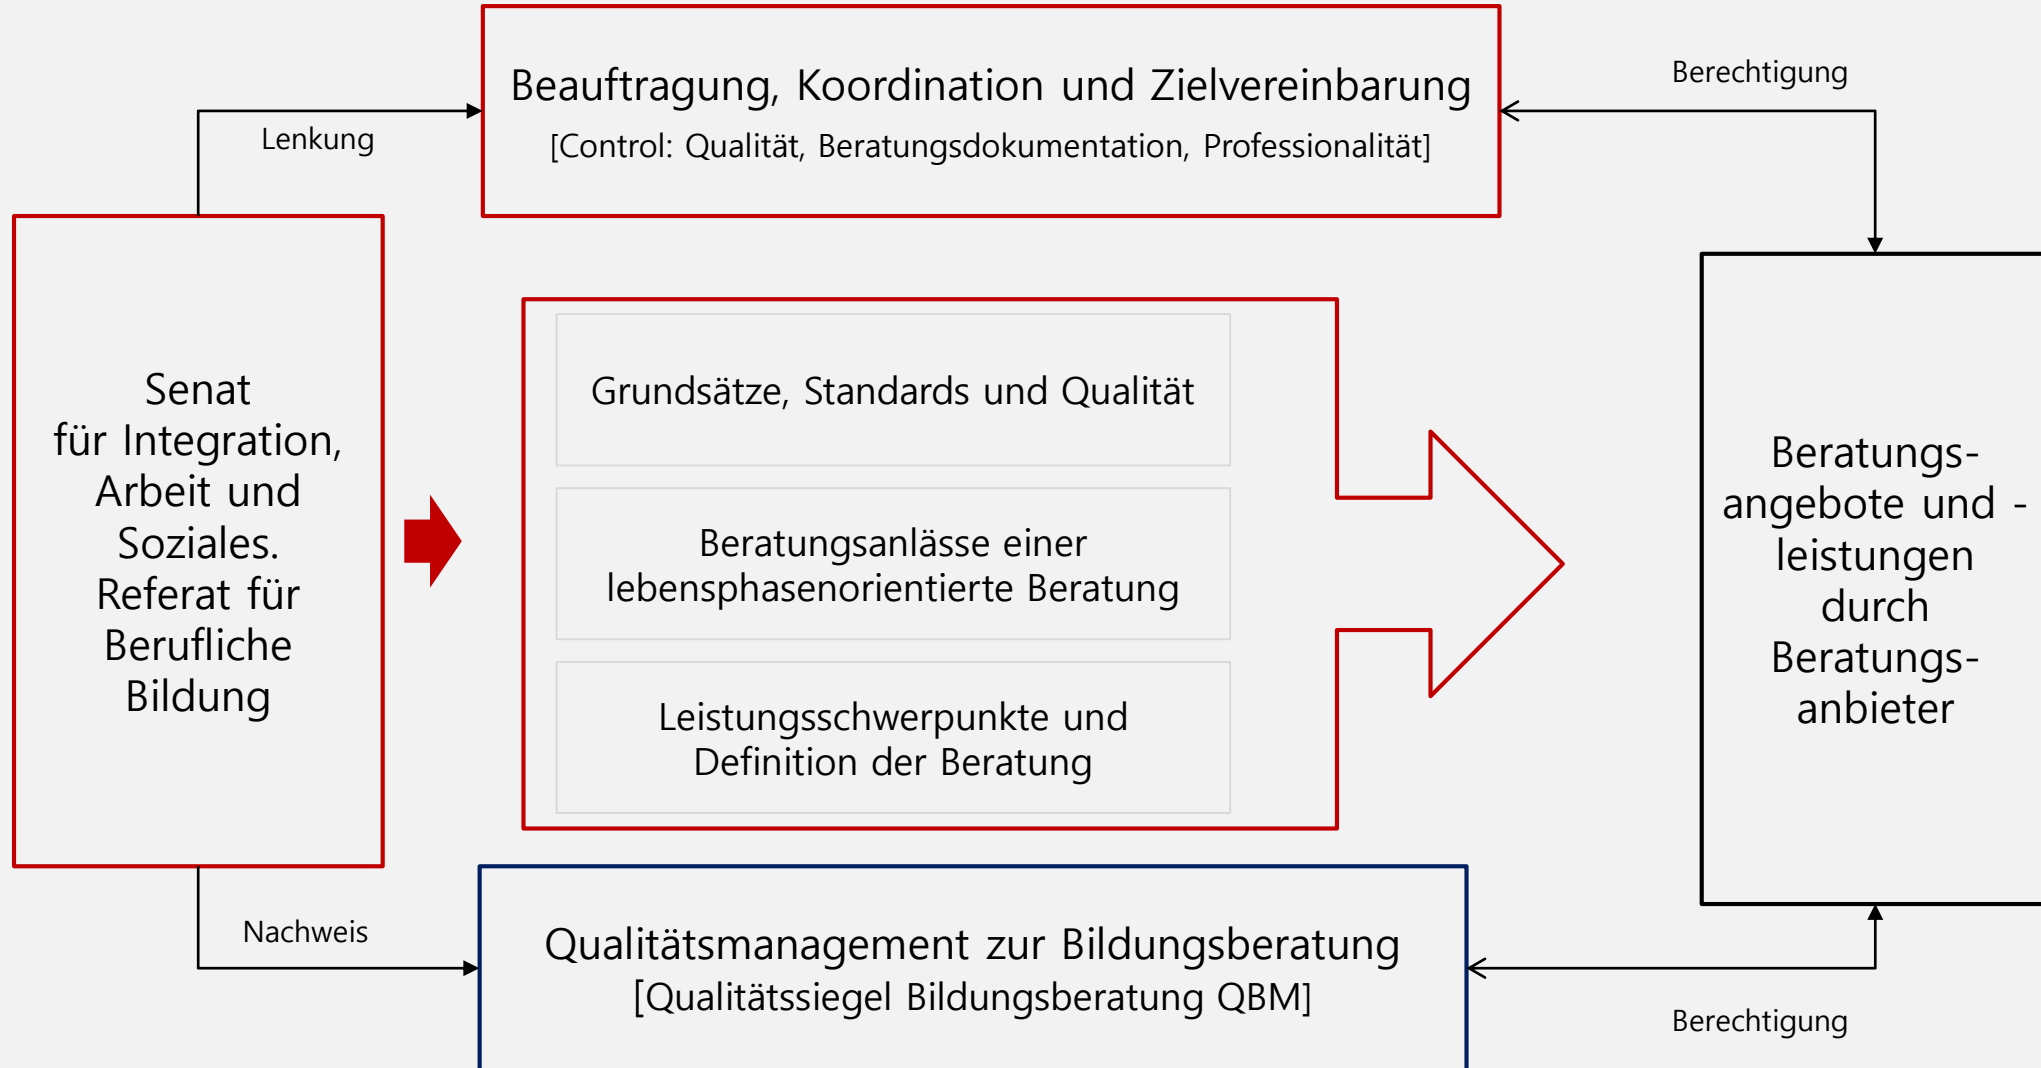 Beauftragung, Koordination und Zielvereinbarung
[Control: Qualität, Beratungsdokumentation, Professionalität]
Berechtigung
Lenkung
Senat
für Integration,
Arbeit und
Soziales.
Referat für
Berufliche
Bildung
Grundsätze, Standards und Qualität
Beratungsanlässe einer
lebensphasenorientierte Beratung
Leistungsschwerpunkte und
Definition der Beratung
Beratungs-
angebote und -
leistungen
durch
Beratungs-
anbieter
Nachweis
Qualitätsmanagement zur Bildungsberatung
[Qualitätssiegel Bildungsberatung QBM]
Berechtigung